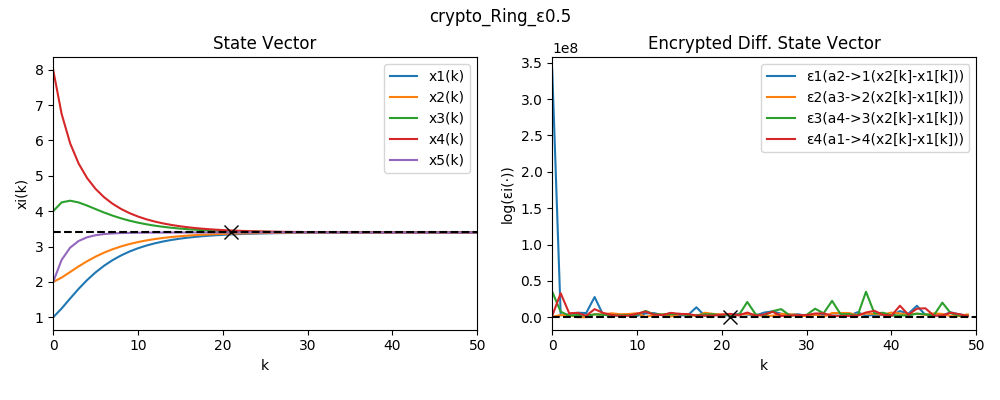 crypto_Ring_ε0.5
State Vector
xi(k)
8
7
6
5
4
3
2
1
0 10 20 30 40 50
k
x1(k)
x2(k)
x3(k)
x4(k)
x5(k)
Encrypted Diff. State Vector
1e8
log(εi(·))
3.5
3.0
2.5
2.0
1.5
1.0
0.5
0.0
0 10 20 30 40 50
k
ε1(a2->1(x2[k]-x1[k]))
ε2(a3->2(x2[k]-x1[k]))
ε3(a4->3(x2[k]-x1[k]))
ε4(a1->4(x2[k]-x1[k]))